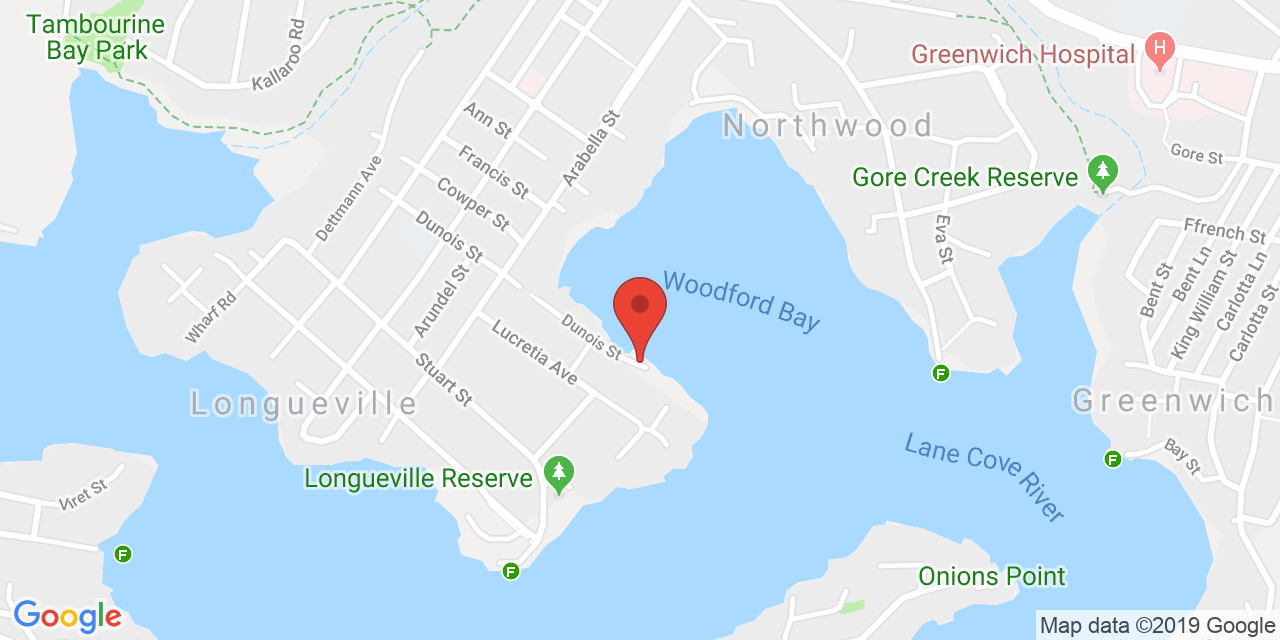 Tambourine
Bay Park
Kallaroo Rd
Greenwich Hospital
H
Ann St
Arabella St
Northwood
Francis St
Gore St
Dettmann Ave
Cowper St
Gore Creek Reserve
Dunois St
Eva St
Ffrench St
Bent Ln
Bent St
King William St
Carlotta Ln
Carlotta St
Arundel St
Woodford Bay
Wharf Rd
Dunois St
Lucretia Ave
Stuart St
F
Longueville
Greenwich
Lane Cove River
F
Bay St
Longueville Reserve
Viret St
F
F
Onions Point
Google
Map data ©2019 Google